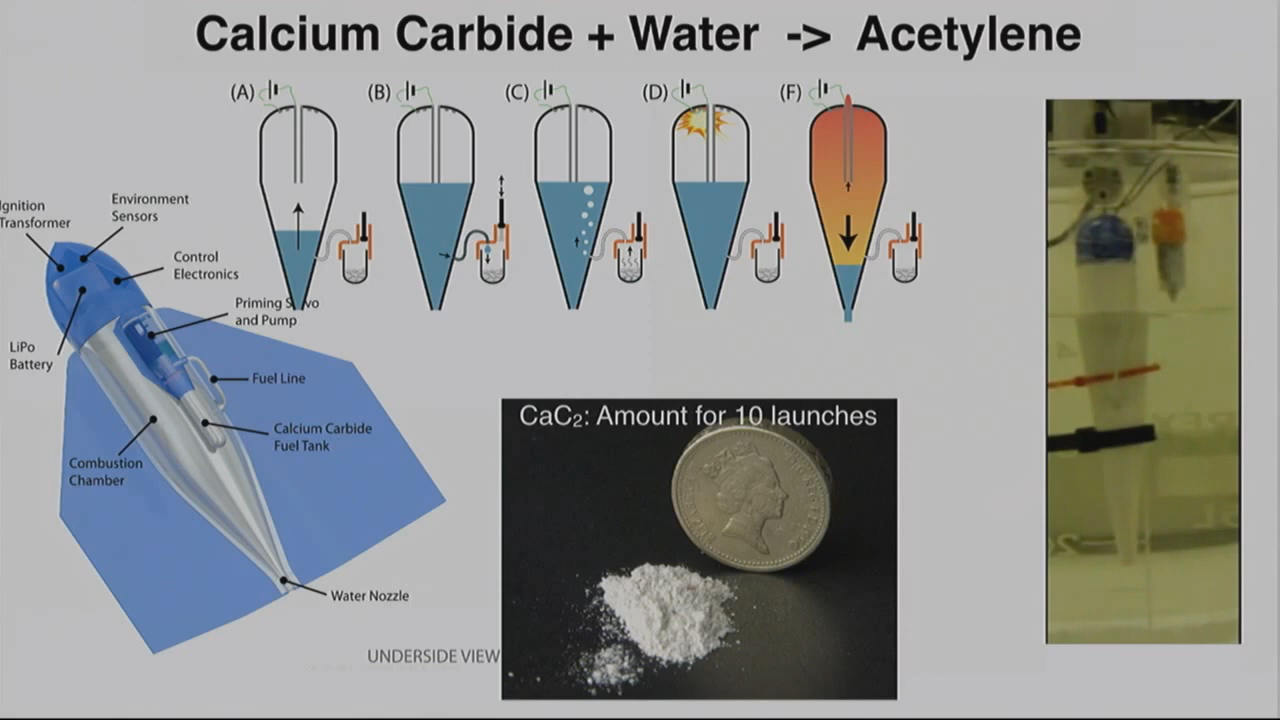 Calcium Carbide + Water -> Acetylene
(A)
(B)
(C)
(D)
(F)
Ignition
Transformer
Environment
Sensors
Control
Electronics
Priming Servo
and Pump
LiPo
Battery
Fuel Line
Calcium Carbide
Fuel Tank
Combustion
Chamber
Water Nozzle
UNDERSIDE VIEW
CaC₂: Amount for 10 launches